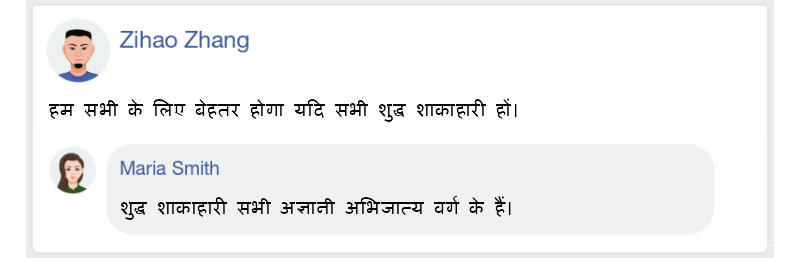 Zihao Zhang
हम सभी के लिए बेहतर होगा यदि सभी शुद्ध शाकाहारी हों।
Maria Smith
शुद्ध शाकाहारी सभी अज्ञानी अभिजात्य वर्ग के हैं।